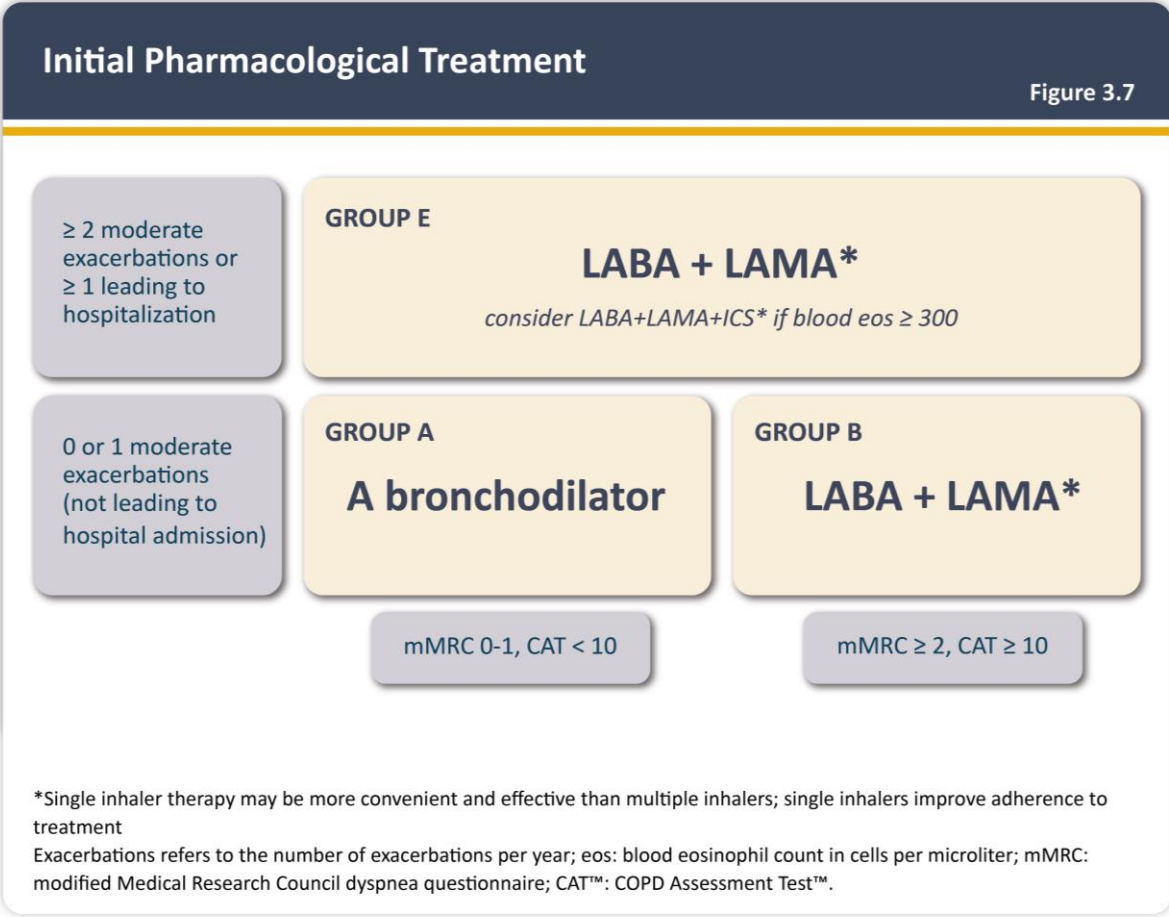 Initial Pharmacological Treatment
Figure 3.7
≥ 2 moderate
exacerbations or
≥ 1 leading to
hospitalization
GROUP E
LABA + LAMA*
consider LABA+LAMA+ICS* if blood eos ≥ 300
0 or 1 moderate
exacerbations
(not leading to
hospital admission)
GROUP A
A bronchodilator
GROUP B
LABA + LAMA*
mMRC 0-1, CAT < 10
mMRC ≥ 2, CAT ≥ 10
*Single inhaler therapy may be more convenient and effective than multiple inhalers; single inhalers improve adherence to
treatment
Exacerbations refers to the number of exacerbations per year; eos: blood eosinophil count in cells per microliter; mMRC:
modified Medical Research Council dyspnea questionnaire; CAT™: COPD Assessment Test™.